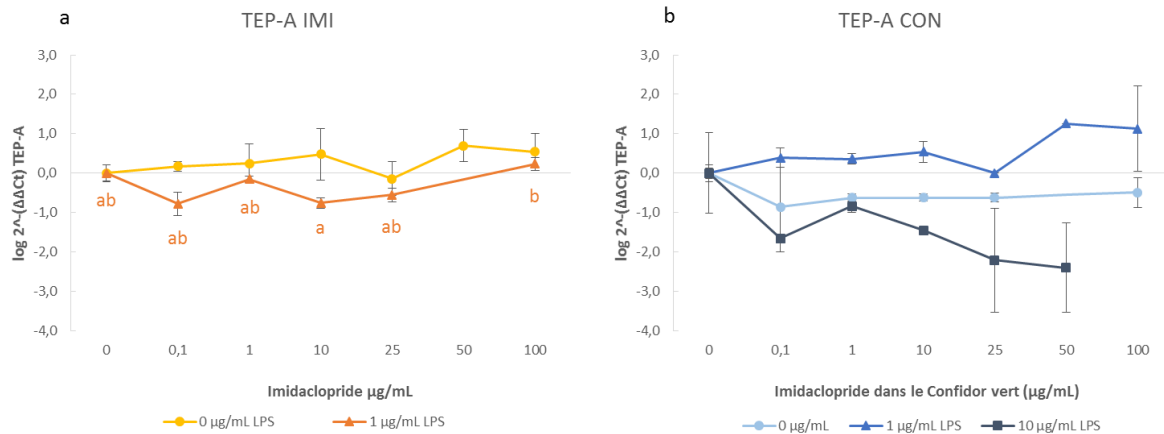 a
TEP-A IMI
log 2^-(ΔΔCt) TEP-A
3,0
2,0
1,0
0,0
-1,0
-2,0
-3,0
-4,0
ab
ab
ab
a
ab
b
0 0,1 1 10 25 50 100
Imidaclopride µg/mL
0 µg/mL LPS 1 µg/mL LPS
b
TEP-A CON
log 2^-(ΔΔCt) TEP-A
3,0
2,0
1,0
0,0
-1,0
-2,0
-3,0
-4,0
0 0,1 1 10 25 50 100
Imidaclopride dans le Confidor vert (µg/mL)
0 µg/mL 1 µg/mL LPS 10 µg/mL LPS